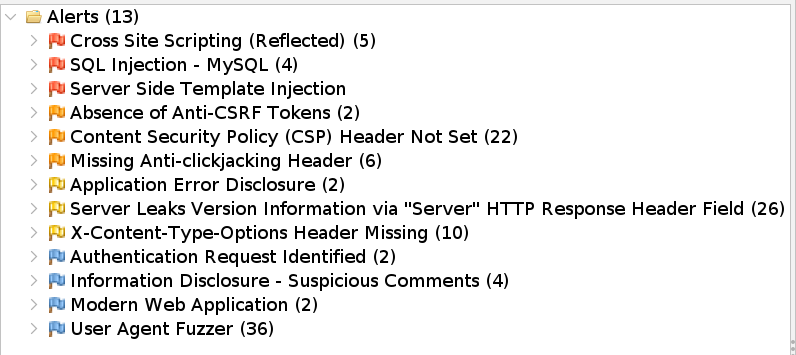 Alerts (13)
Cross Site Scripting (Reflected) (5)
SQL Injection - MySQL (4)
Server Side Template Injection
Absence of Anti-CSRF Tokens (2)
Content Security Policy (CSP) Header Not Set (22)
Missing Anti-clickjacking Header (6)
Application Error Disclosure (2)
Server Leaks Version Information via "Server" HTTP Response Header Field (26)
X-Content-Type-Options Header Missing (10)
Authentication Request Identified (2)
Information Disclosure - Suspicious Comments (4)
Modern Web Application (2)
User Agent Fuzzer (36)